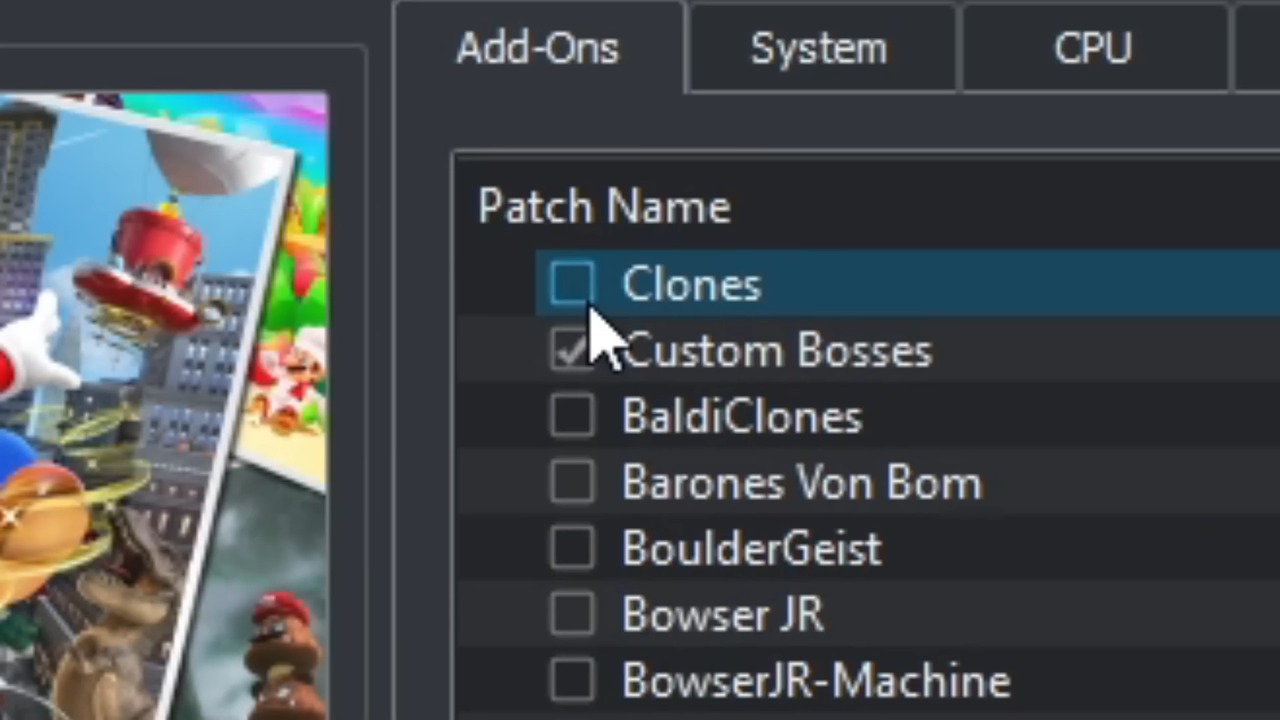 Add-Ons System CPU
Patch Name
Clones
Custom Bosses
BaldiClones
Barones Von Bom
BoulderGeist
Bowser JR
BowserJR-Machine